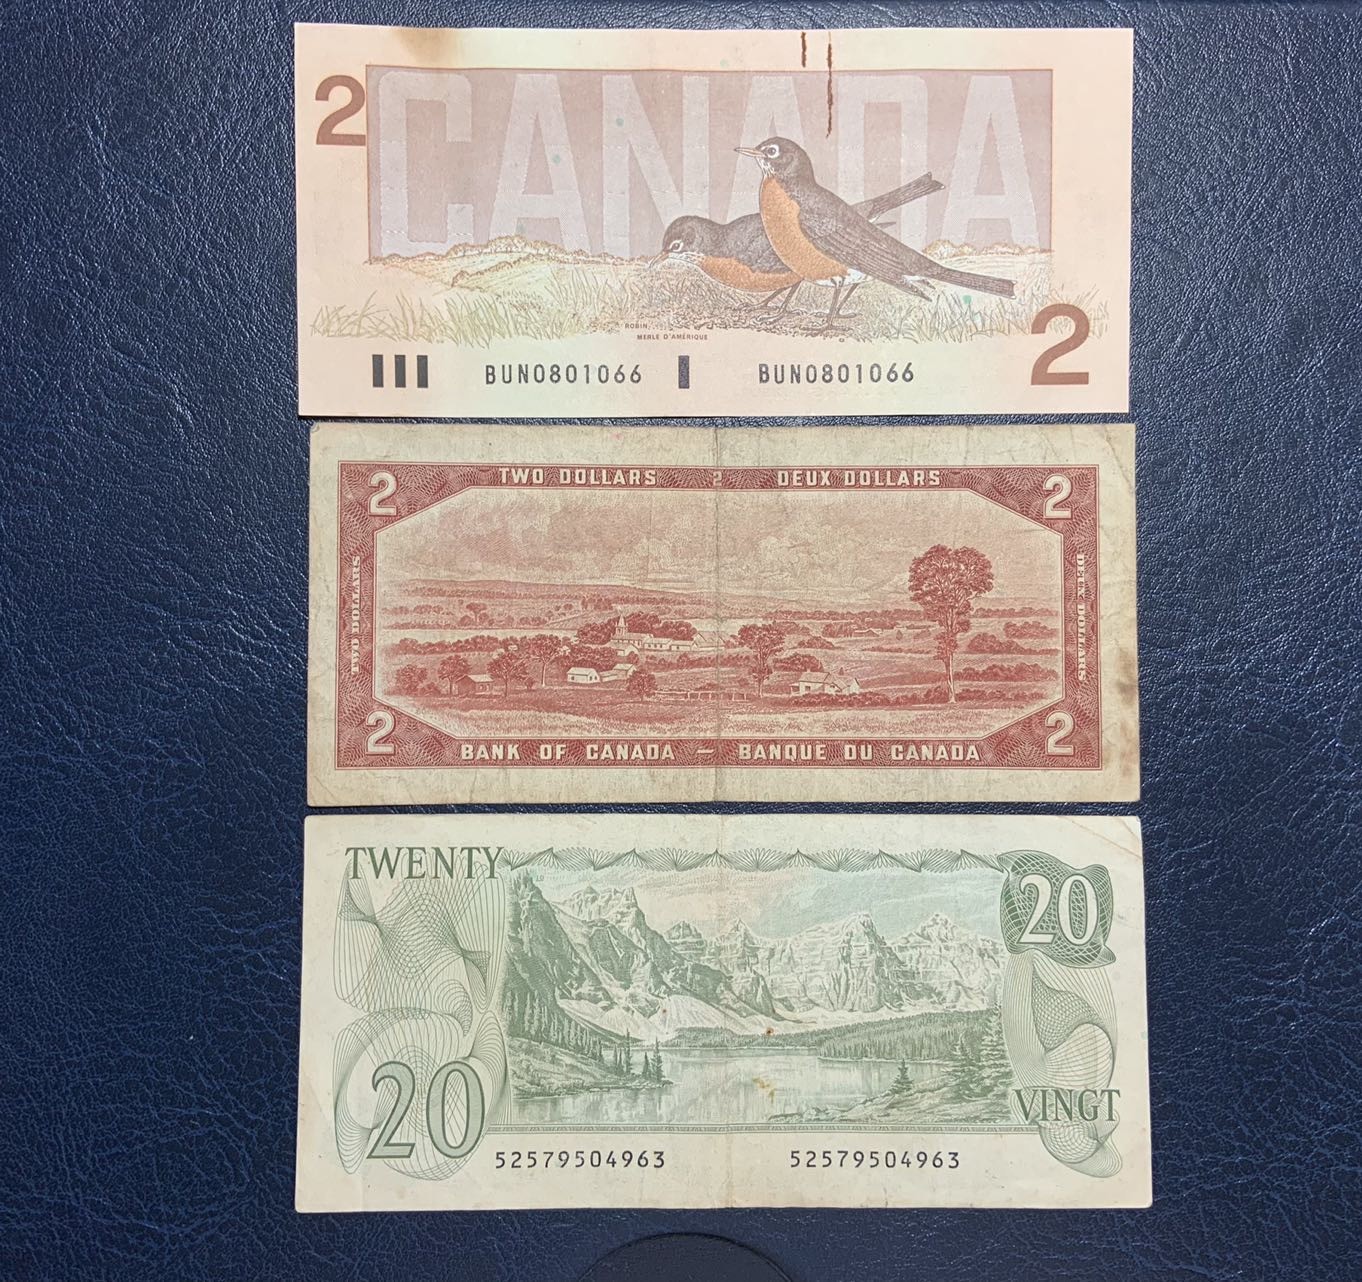 2
CANADA
ROBIN
MERLE D'AMÉRIQUE
BUN0801066 BUN0801066
2
2 TWO DOLLARS 2 DEUX DOLLARS 2
TWO DOLLARS
DEUX DOLLARS
2 BANK OF CANADA – BANQUE DU CANADA 2
TWENTY
20
20
VINGT
52579504963 52579504963